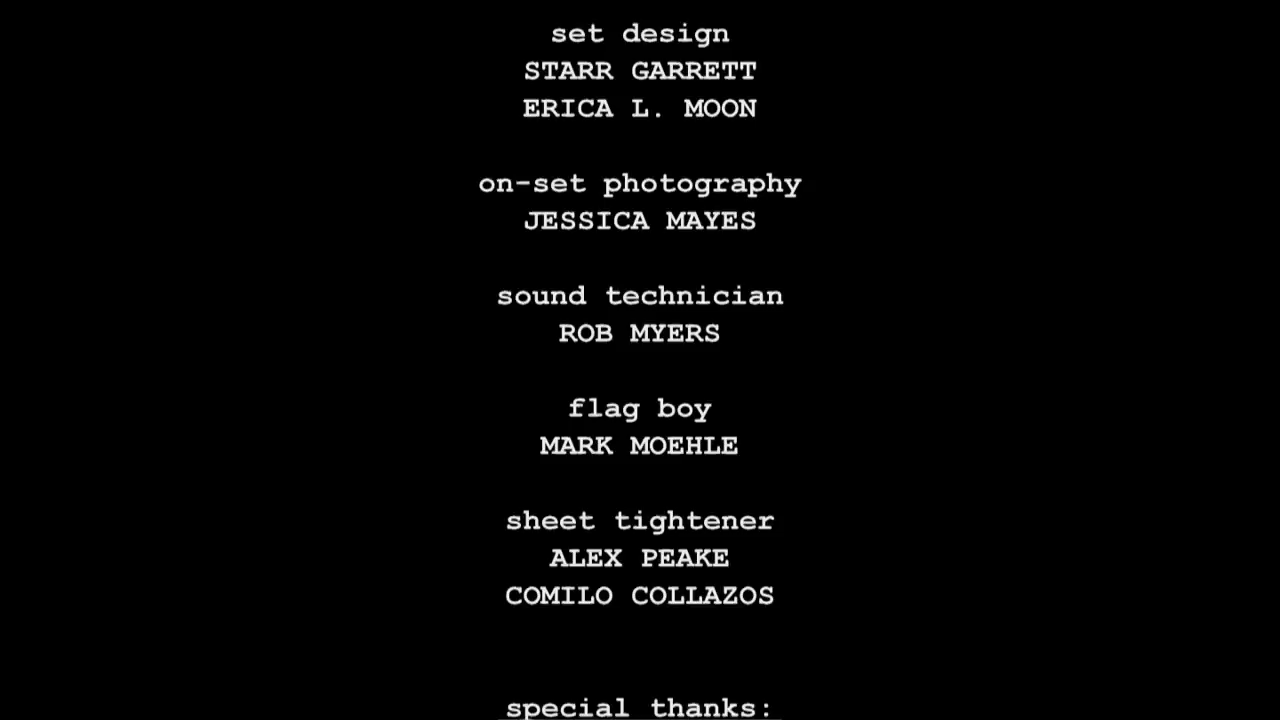 set design
STARR GARRETT
ERICA L. MOON
on-set photography
JESSICA MAYES
sound technician
ROB MYERS
flag boy
MARK MOEHLE
sheet tightener
ALEX PEAKE
COMILO COLLAZOS
special thanks: